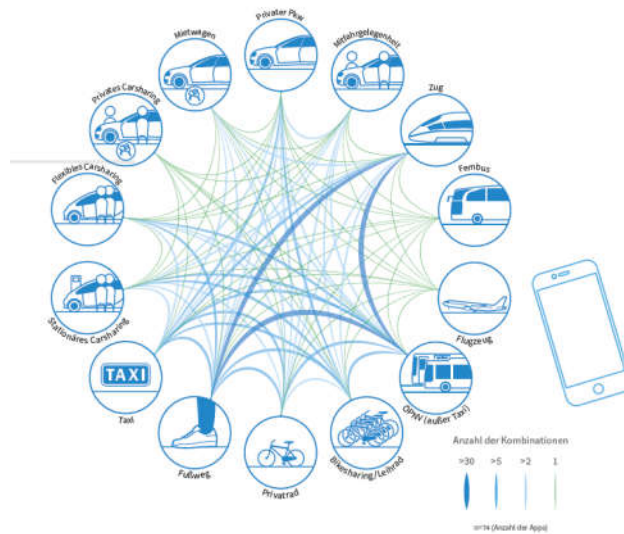 Privater Pkw
Mietwagen
Mitfahrgelegenheit
Privates Carsharing
Zug
Flexibles Carsharing
Fernbus
Stationäres Carsharing
Flugzeug
TAXI
Taxi
ÖPNV (außer Taxi)
Fußweg
Privatrad
Bikesharing/Leihrad
Anzahl der Kombinationen
>30 >5 >2 1
n=74 (Anzahl der Apps)